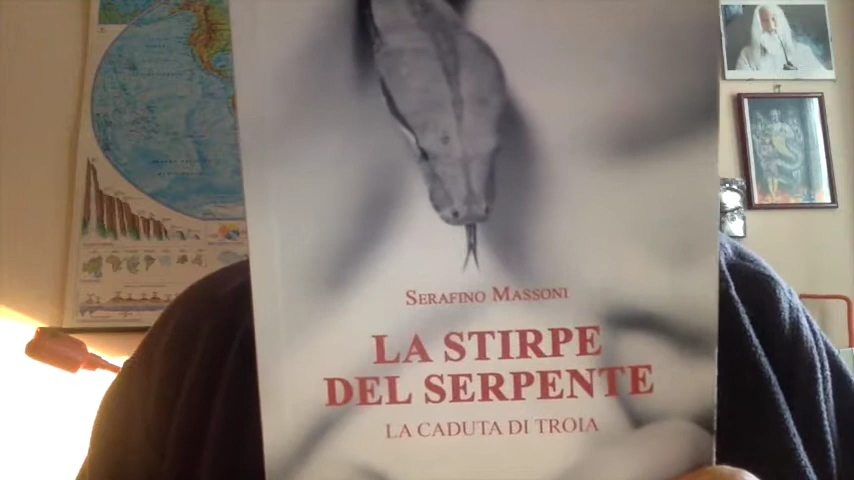 SERAFINO MASSONI
LA STIRPE
DEL SERPENTE
LA CADUTA DI TROIA